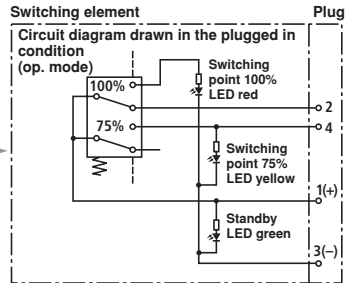 Switching element
Plug
Circuit diagram drawn in the plugged in
condition
(op. mode)
100%
Switching
point 100%
LED red
2
75%
4
Switching
point 75%
LED yellow
1(+)
Standby
LED green
3(−)